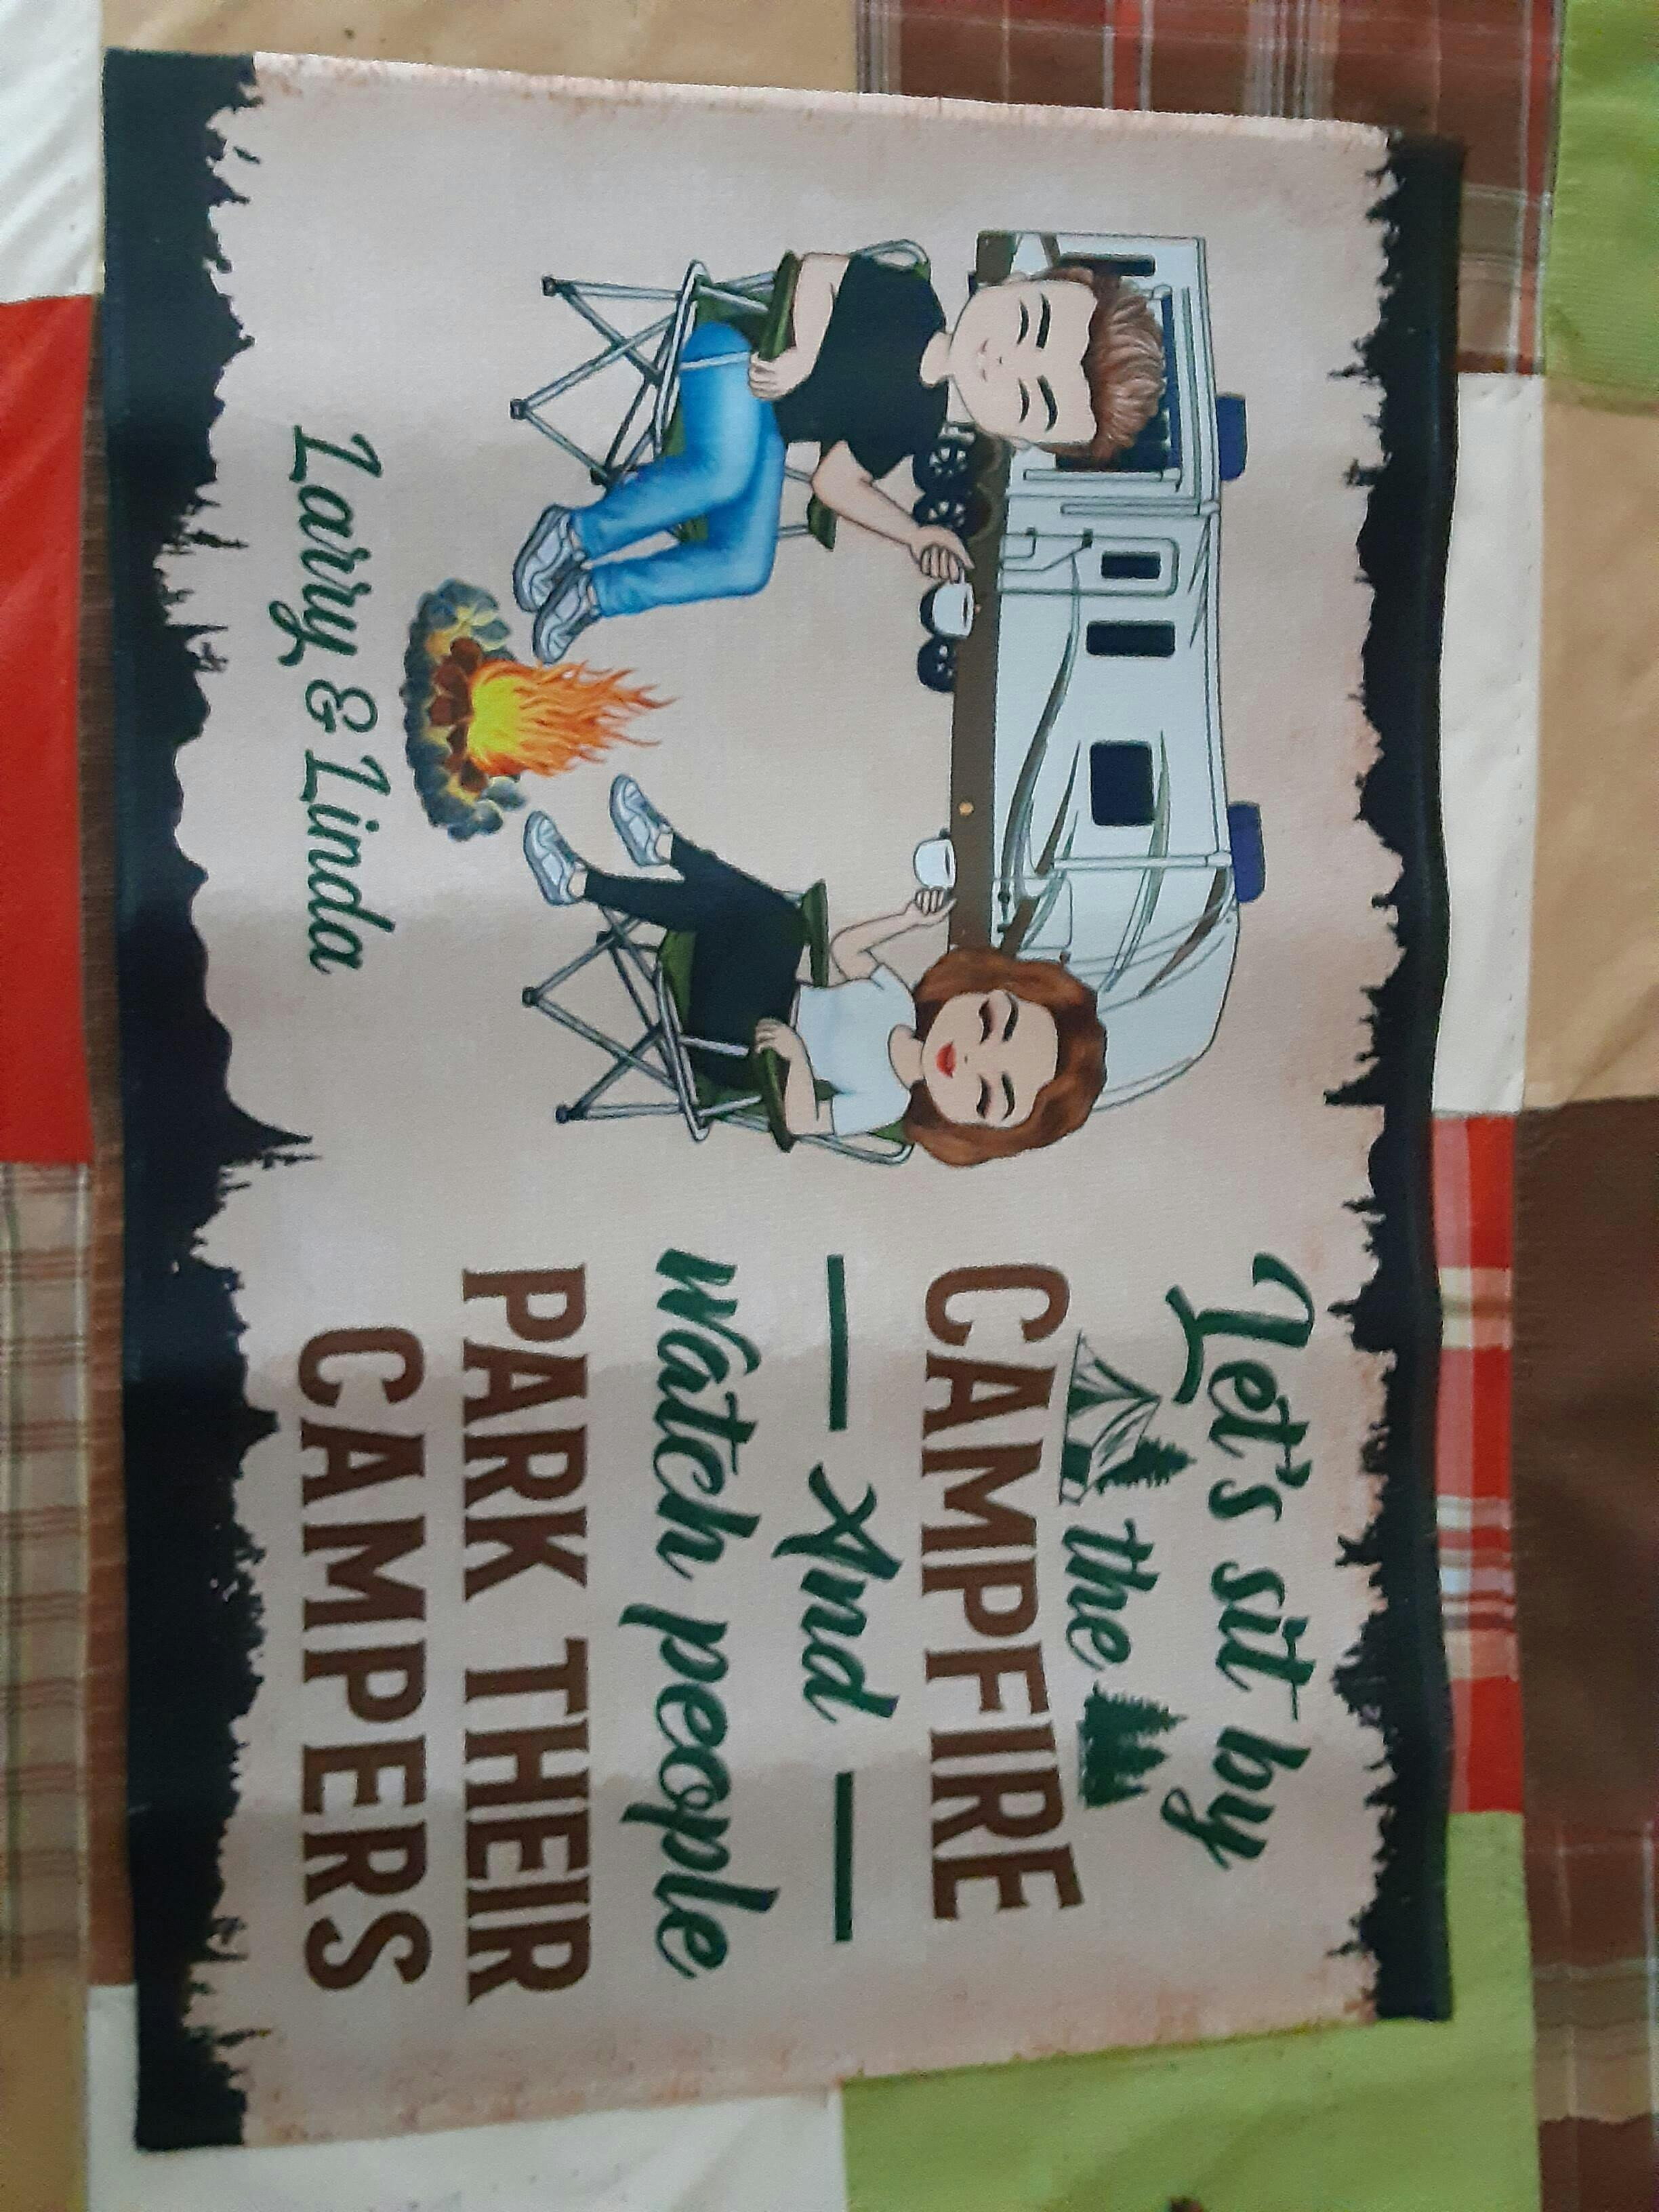 Let's sit by
the
CAMPFIRE
And
watch people
PARK THEIR
CAMPERS
Larry & Linda